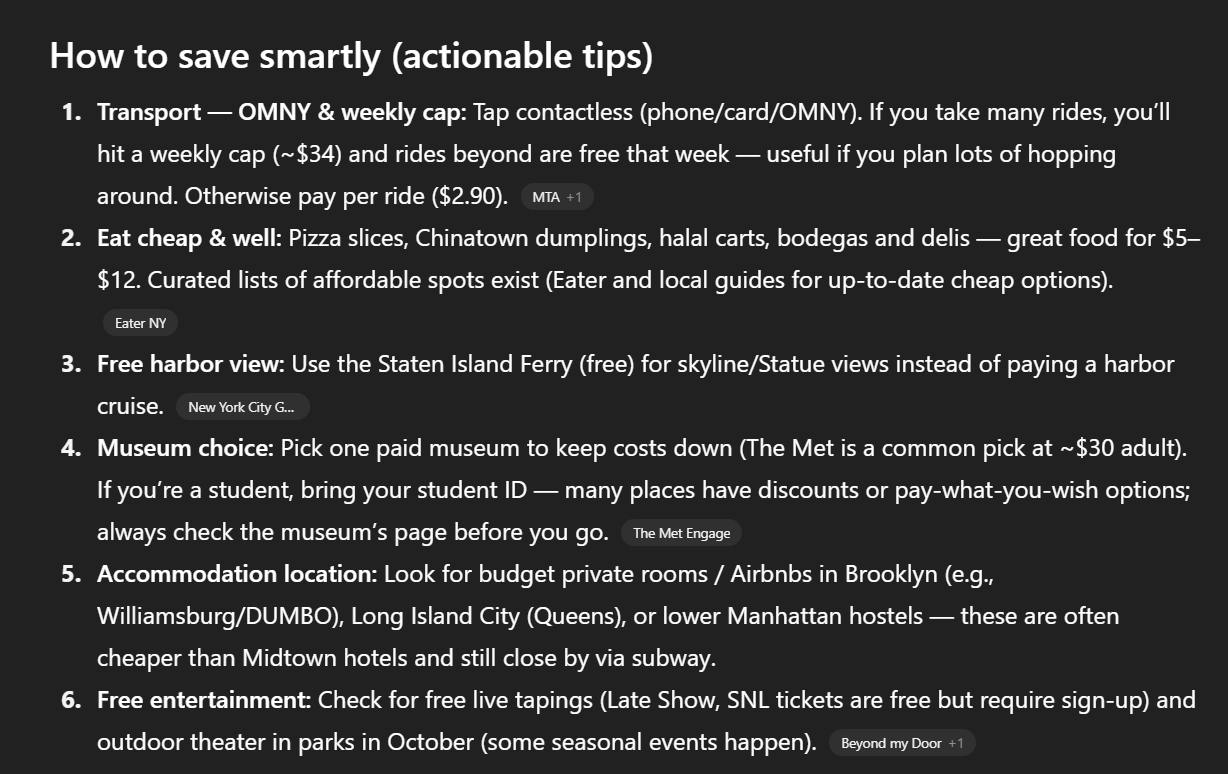 How to save smartly (actionable tips)
1. Transport — OMNY & weekly cap: Tap contactless (phone/card/OMNY). If you take many rides, you’ll
hit a weekly cap (~$34) and rides beyond are free that week — useful if you plan lots of hopping
around. Otherwise pay per ride ($2.90). MTA +1
2. Eat cheap & well: Pizza slices, Chinatown dumplings, halal carts, bodegas and delis — great food for $5–
$12. Curated lists of affordable spots exist (Eater and local guides for up-to-date cheap options).
Eater NY
3. Free harbor view: Use the Staten Island Ferry (free) for skyline/Statue views instead of paying a harbor
cruise. New York City G...
4. Museum choice: Pick one paid museum to keep costs down (The Met is a common pick at ~$30 adult).
If you’re a student, bring your student ID — many places have discounts or pay-what-you-wish options;
always check the museum’s page before you go. The Met Engage
5. Accommodation location: Look for budget private rooms / Airbnbs in Brooklyn (e.g.,
Williamsburg/DUMBO), Long Island City (Queens), or lower Manhattan hostels — these are often
cheaper than Midtown hotels and still close by via subway.
6. Free entertainment: Check for free live tapings (Late Show, SNL tickets are free but require sign-up) and
outdoor theater in parks in October (some seasonal events happen). Beyond my Door +1